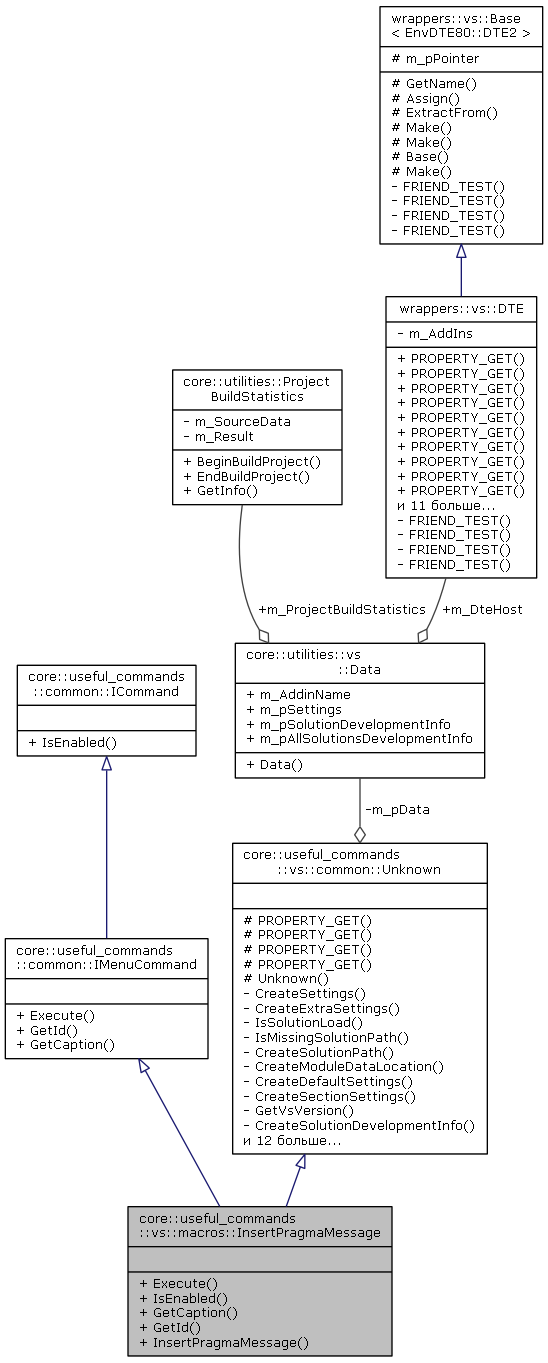 wrappers::vs::Base
< EnvDTE80::DTE2 >
# m_pPointer
# GetName()
# Assign()
# ExtractFrom()
# Make()
# Make()
# Base()
# Make()
- FRIEND_TEST()
- FRIEND_TEST()
- FRIEND_TEST()
- FRIEND_TEST()
wrappers::vs::DTE
- m_AddIns
+ PROPERTY_GET()
+ PROPERTY_GET()
+ PROPERTY_GET()
+ PROPERTY_GET()
+ PROPERTY_GET()
+ PROPERTY_GET()
+ PROPERTY_GET()
+ PROPERTY_GET()
+ PROPERTY_GET()
+ PROPERTY_GET()
и 11 больше...
- FRIEND_TEST()
- FRIEND_TEST()
- FRIEND_TEST()
- FRIEND_TEST()
core::utilities::Project
BuildStatistics
- m_SourceData
- m_Result
+ BeginBuildProject()
+ EndBuildProject()
+ GetInfo()
+m_ProjectBuildStatistics
+m_DteHost
core::utilities::vs
::Data
+ m_AddinName
+ m_pSettings
+ m_pSolutionDevelopmentInfo
+ m_pAllSolutionsDevelopmentInfo
+ Data()
core::useful_commands
::common::ICommand
+ IsEnabled()
-m_pData
core::useful_commands
::vs::common::Unknown
# PROPERTY_GET()
# PROPERTY_GET()
# PROPERTY_GET()
# PROPERTY_GET()
# Unknown()
- CreateSettings()
- CreateExtraSettings()
- IsSolutionLoad()
- IsMissingSolutionPath()
- CreateSolutionPath()
- CreateModuleDataLocation()
- CreateDefaultSettings()
- CreateSectionSettings()
- GetVsVersion()
- CreateSolutionDevelopmentInfo()
и 12 больше...
core::useful_commands
::common::IMenuCommand
+ Execute()
+ GetId()
+ GetCaption()
core::useful_commands
::vs::macros::InsertPragmaMessage
+ Execute()
+ IsEnabled()
+ GetCaption()
+ GetId()
+ InsertPragmaMessage()